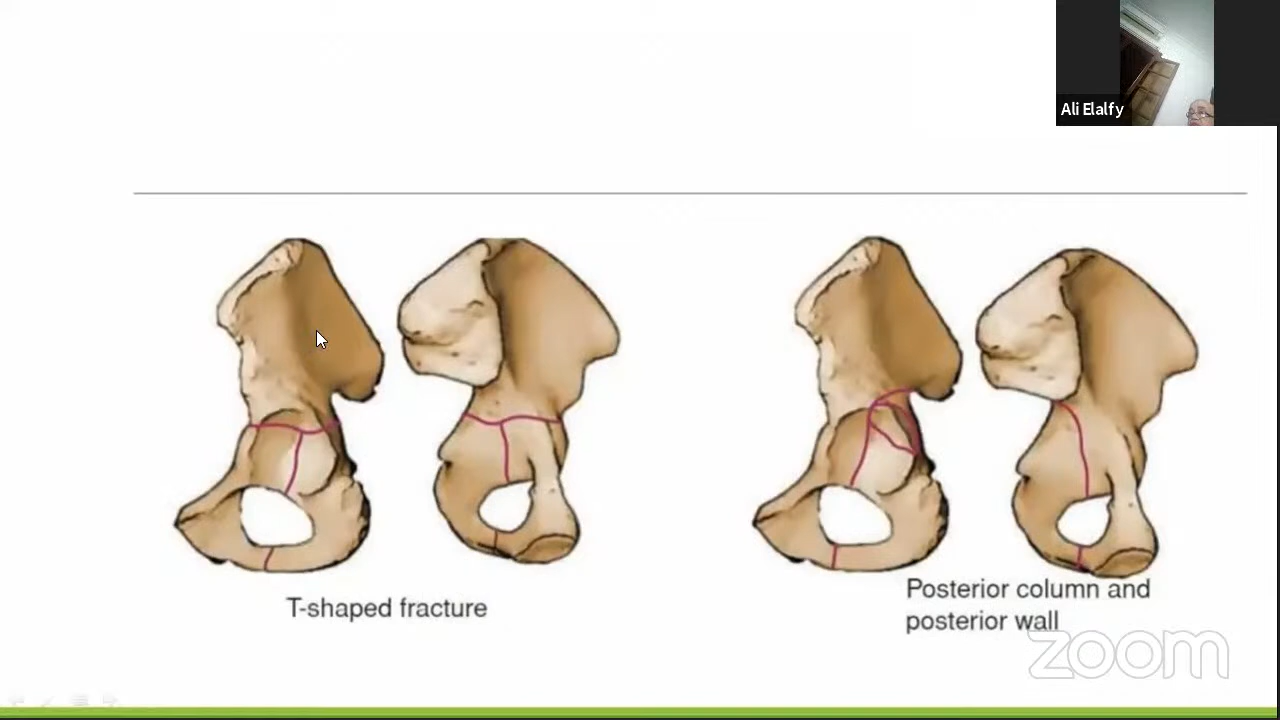 Ali Elalfy
T-shaped fracture
Posterior column and
posterior wall
zoom